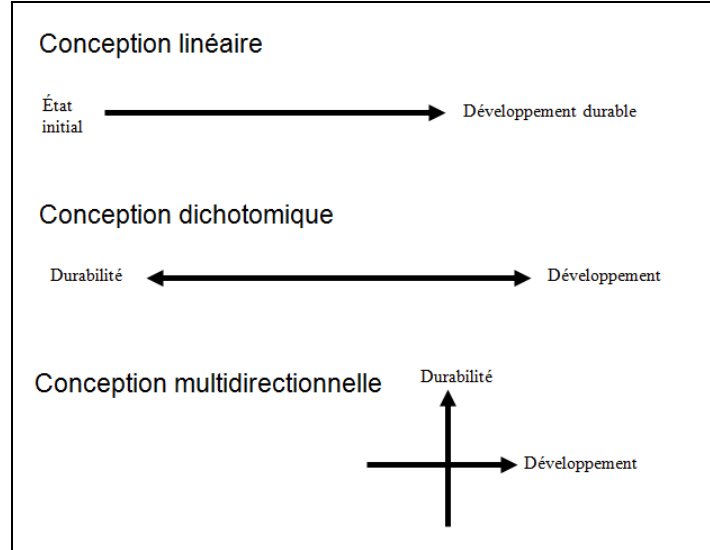 Conception linéaire
État
initial
Développement durable
Conception dichotomique
Durabilité
Développement
Conception multidirectionnelle
Durabilité
Développement